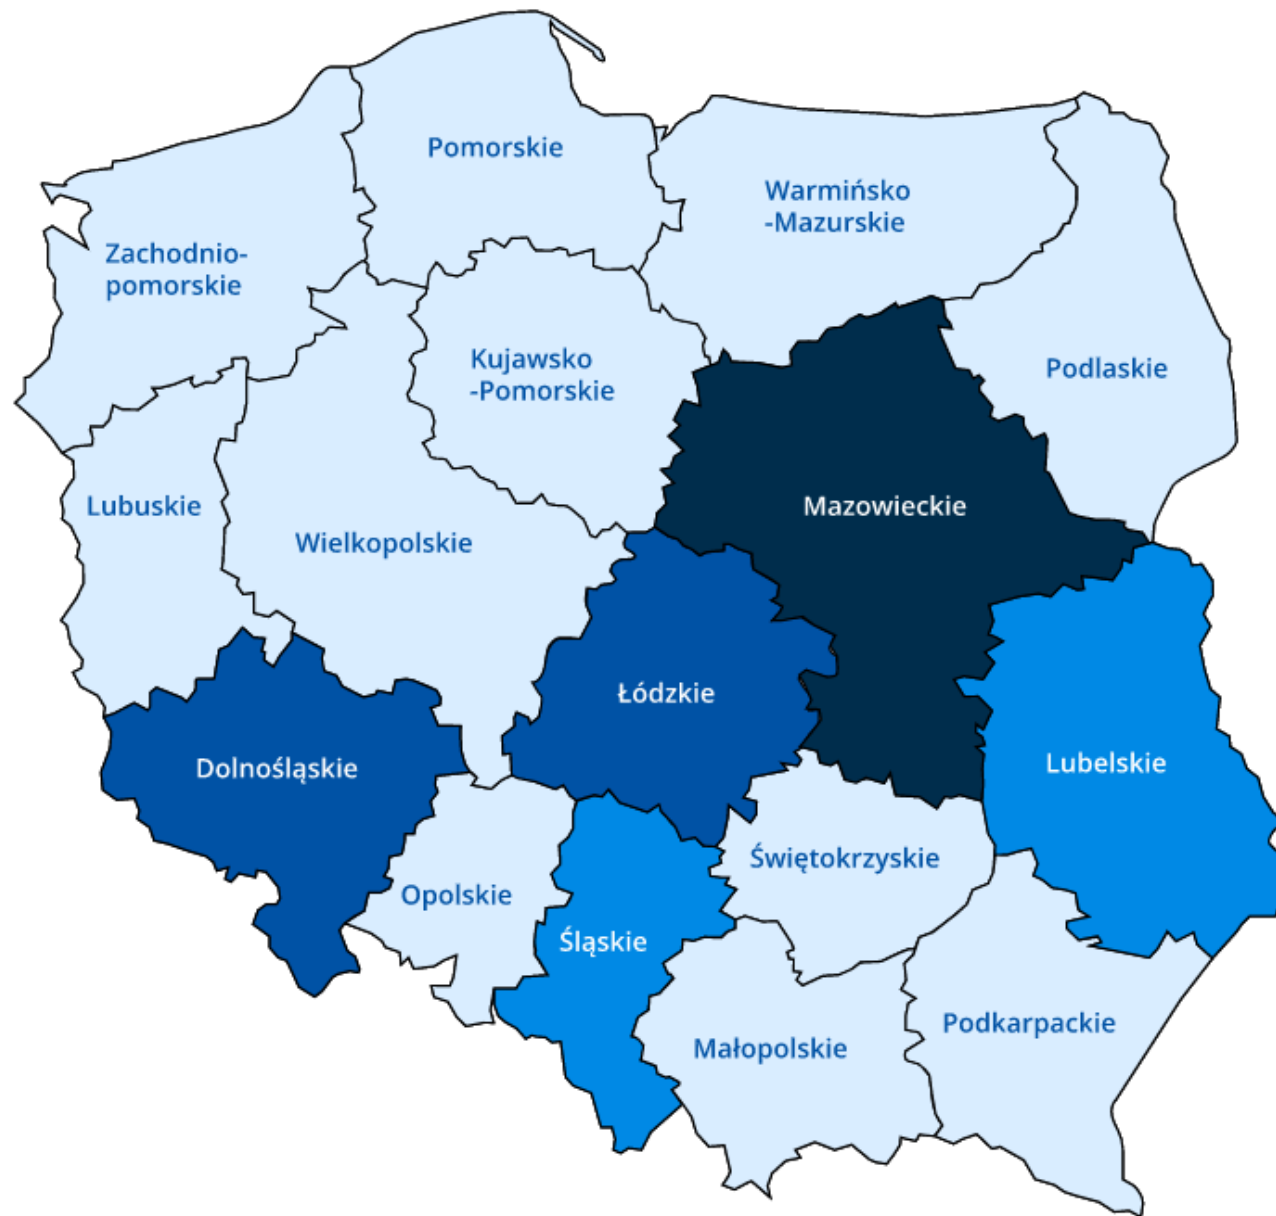 Pomorskie
Warmińsko
-Mazurskie
Zachodnio-
pomorskie
Kujawsko
-Pomorskie
Podlaskie
Lubuskie
Wielkopolskie
Mazowieckie
Łódzkie
Dolnośląskie
Lubelskie
Świętokrzyskie
Opolskie
Śląskie
Małopolskie
Podkarpackie